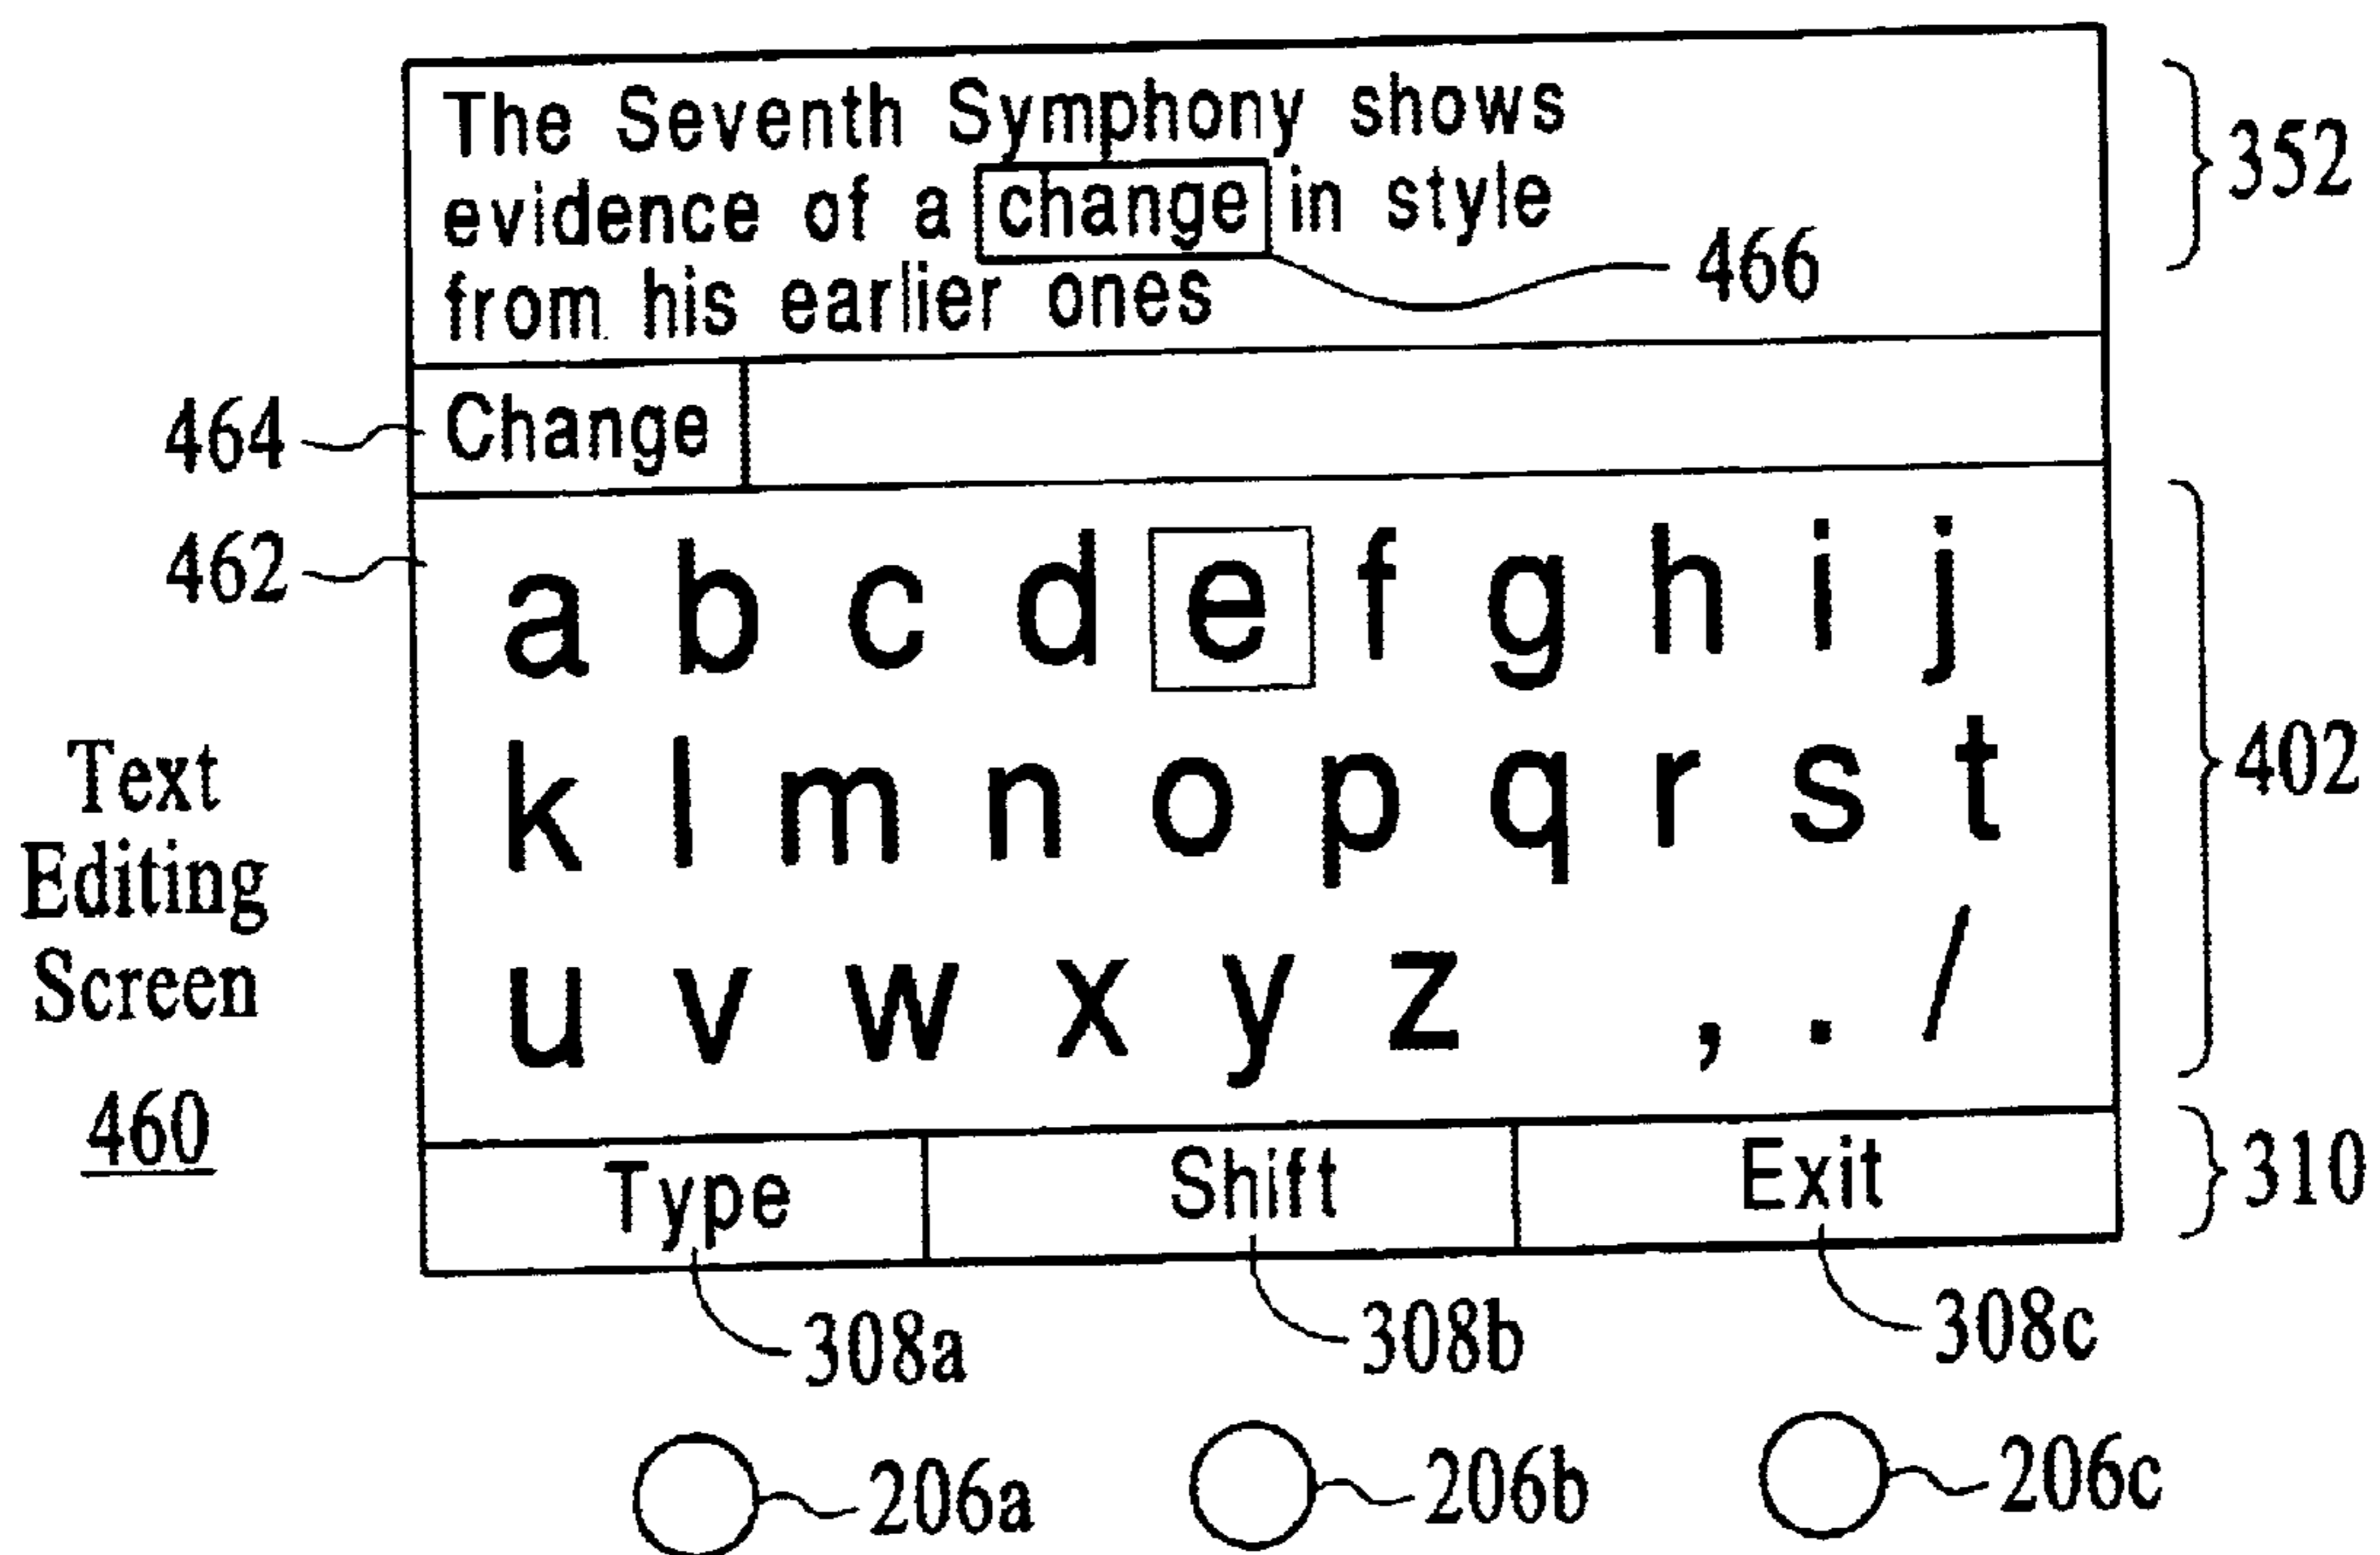 The Seventh Symphony shows
evidence of a change in style
from his earlier ones
352
466
464
Change
462
a b c d e f g h i j
k l m n o p q r s t
u v w x y z , . /
402
Text
Editing
Screen
460
Type Shift Exit
310
308a 308b 308c
206a 206b 206c